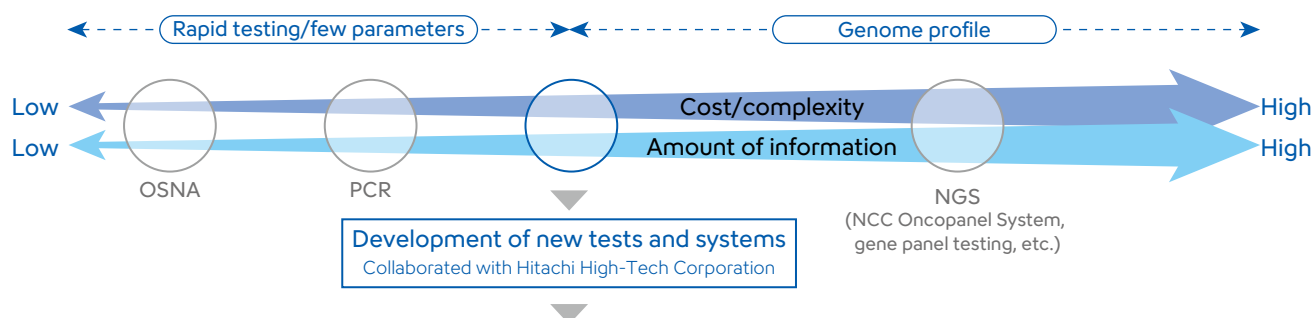 Rapid testing/few parameters
Genome profile
Low
Cost/complexity
High
Low
Amount of information
High
OSNA
PCR
NGS
(NCC Oncopanel System,
gene panel testing, etc.)
Development of new tests and systems
Collaborated with Hitachi High-Tech Corporation